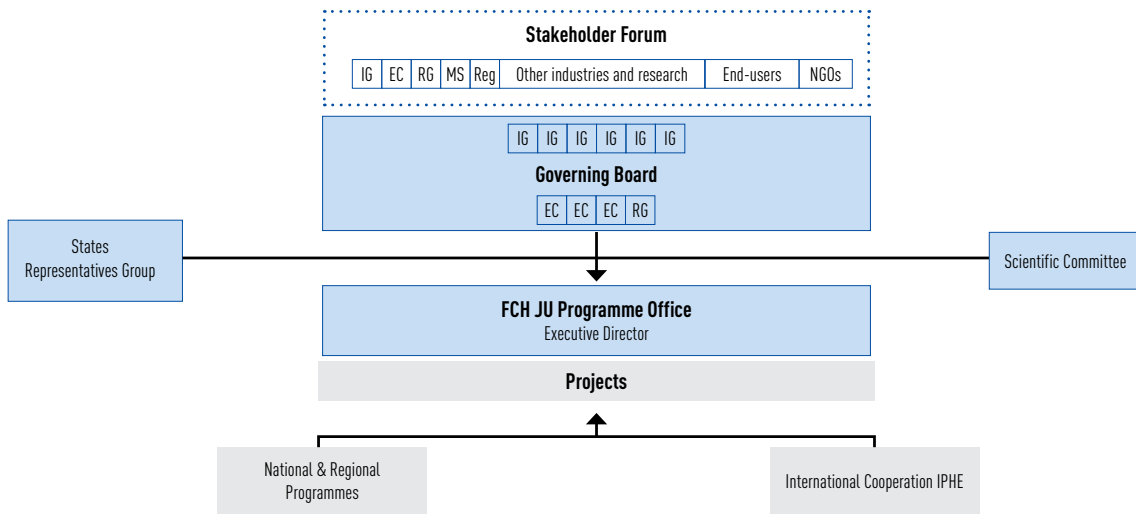 Stakeholder Forum
IG EC RG MS Reg Other industries and research End-users NGOs
IG IG IG IG IG IG
Governing Board
EC EC EC RG
States
Representatives Group
Scientific Committee
FCH JU Programme Office
Executive Director
Projects
National & Regional
Programmes
International Cooperation IPHE